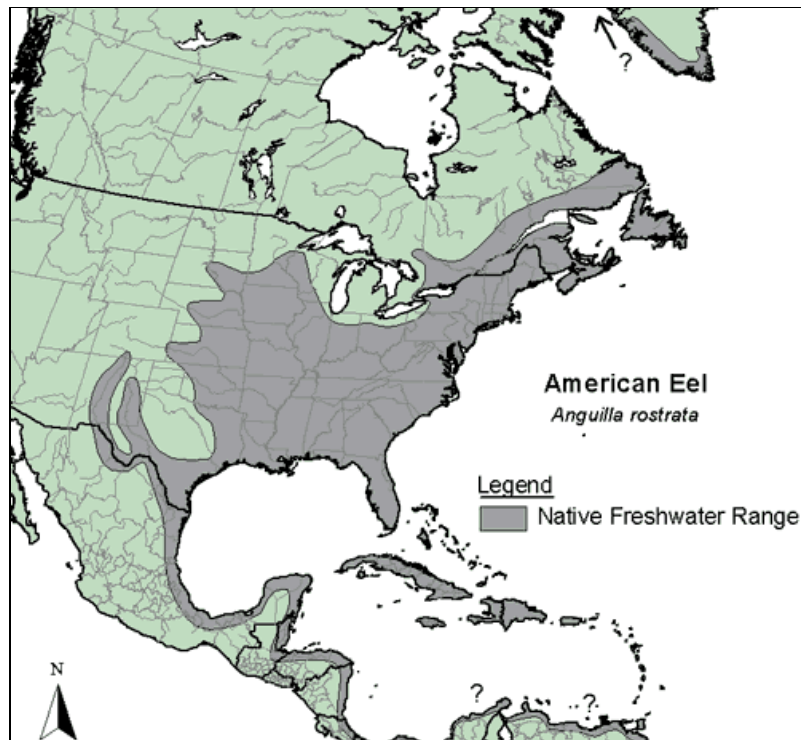 ?
American Eel
Anguilla rostrata
Legend
Native Freshwater Range
N
?
?